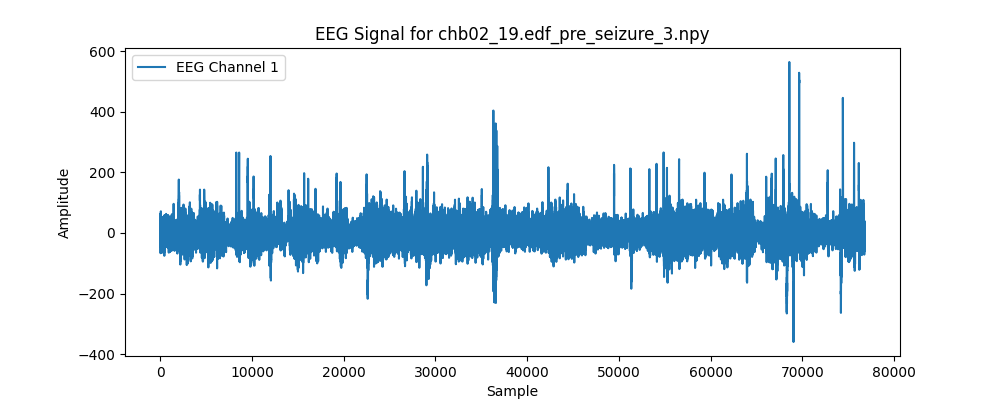 EEG Signal for chb02_19.edf_pre_seizure_3.npy
EEG Channel 1
600
400
200
0
−200
−400
Amplitude
0 10000 20000 30000 40000 50000 60000 70000 80000
Sample